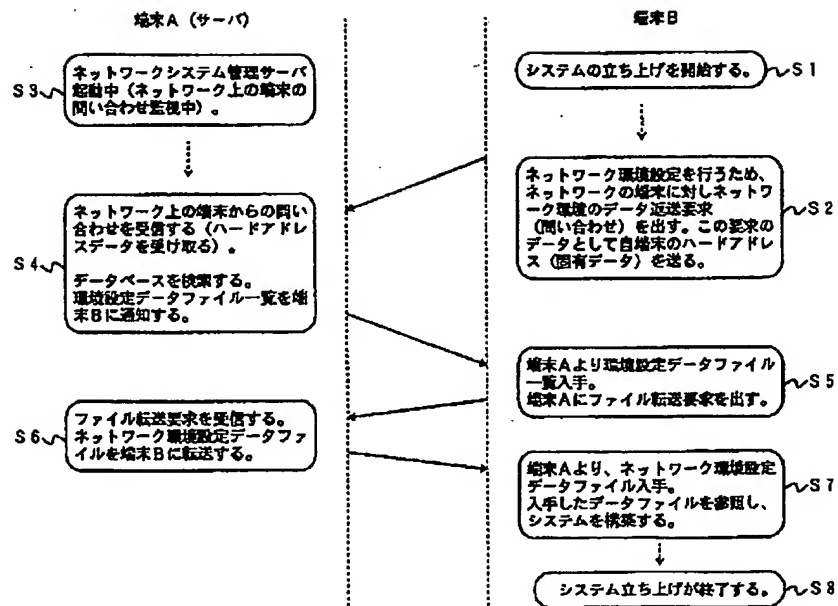 端末A (サーバ)
端末B
S3
ネットワークシステム管理サーバ
起動中(ネットワーク上の端末の
問い合わせ監視中)。
システムの立ち上げを開始する。
S1
ネットワーク環境設定を行うため、
ネットワークの端末に対しネットワ
ーク環境のデータ返送要求
(問い合わせ)を出す。この要求の
データとして自端末のハードアドレ
ス(固有データ)を送る。
S2
S4
ネットワーク上の端末からの問い
合わせを受信する(ハードアドレ
スデータを受け取る)。
データベースを検索する。
環境設定データファイル一覧を端
末Bに通知する。
端末Aより環境設定データファイル
一覧入手。
端末Aにファイル転送要求を出す。
S5
S6
ファイル転送要求を受信する。
ネットワーク環境設定データファ
イルを端末Bに転送する。
端末Aより、ネットワーク環境設定
データファイル入手。
入手したデータファイルを参照し、
システムを構築する。
S7
システム立ち上げが終了する。
S8